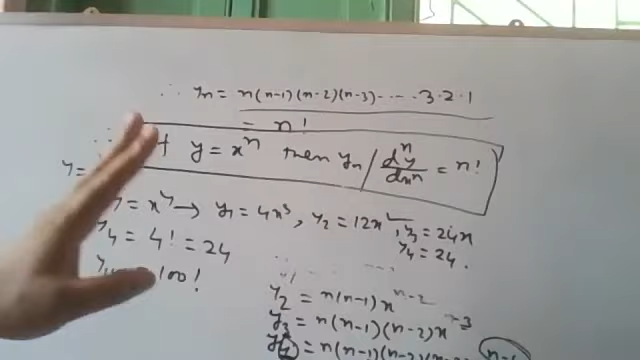 ∴ yn = n(n-1)(n-2)(n-3)-----3·2·1
= n!
y = xⁿ then yn / dⁿy/dxⁿ = n!
y =
y = x⁴ → y₁ = 4x³, y₂ = 12x², y₃ = 24x
y₄ = 4! = 24 y₄ = 24.
100!
y₂ = n(n-1)xⁿ⁻²
y₃ = n(n-1)(n-2)x ⁻³
= n(n-1)(n-2)(n-